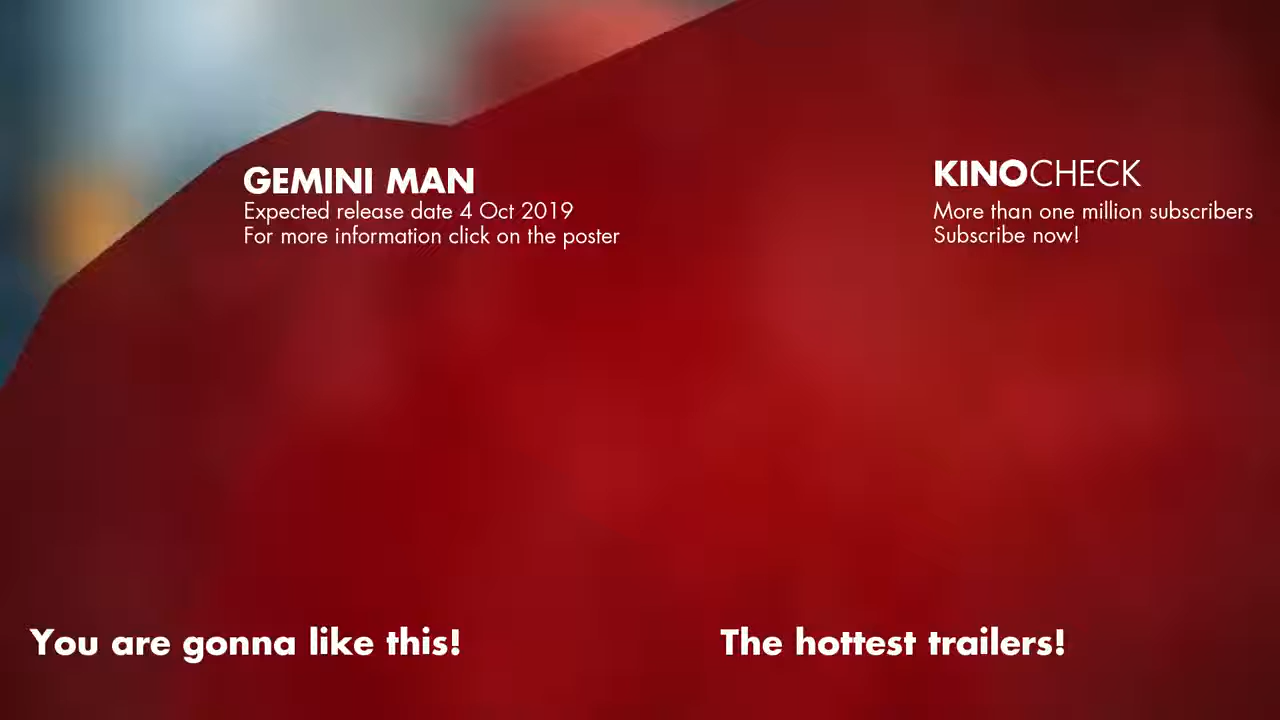 GEMINI MAN
Expected release date 4 Oct 2019
For more information click on the poster
KINOCHECK
More than one million subscribers
Subscribe now!
You are gonna like this!
The hottest trailers!